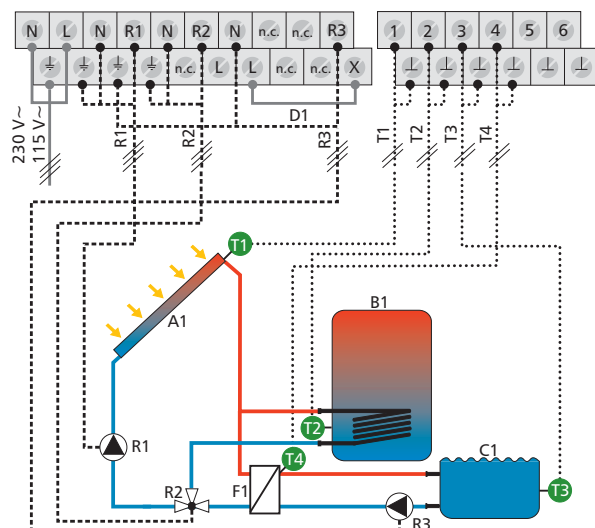 N L N R1 N R2 N n.c. n.c. R3
n.c. L L n.c. n.c. X
1 2 3 4 5 6
D1
230 V~
115 V~
R1
R2
R3
T1
T2
T3
T4
T1
A1
B1
T2
R1
R2
F1
T4
C1
T3
R3